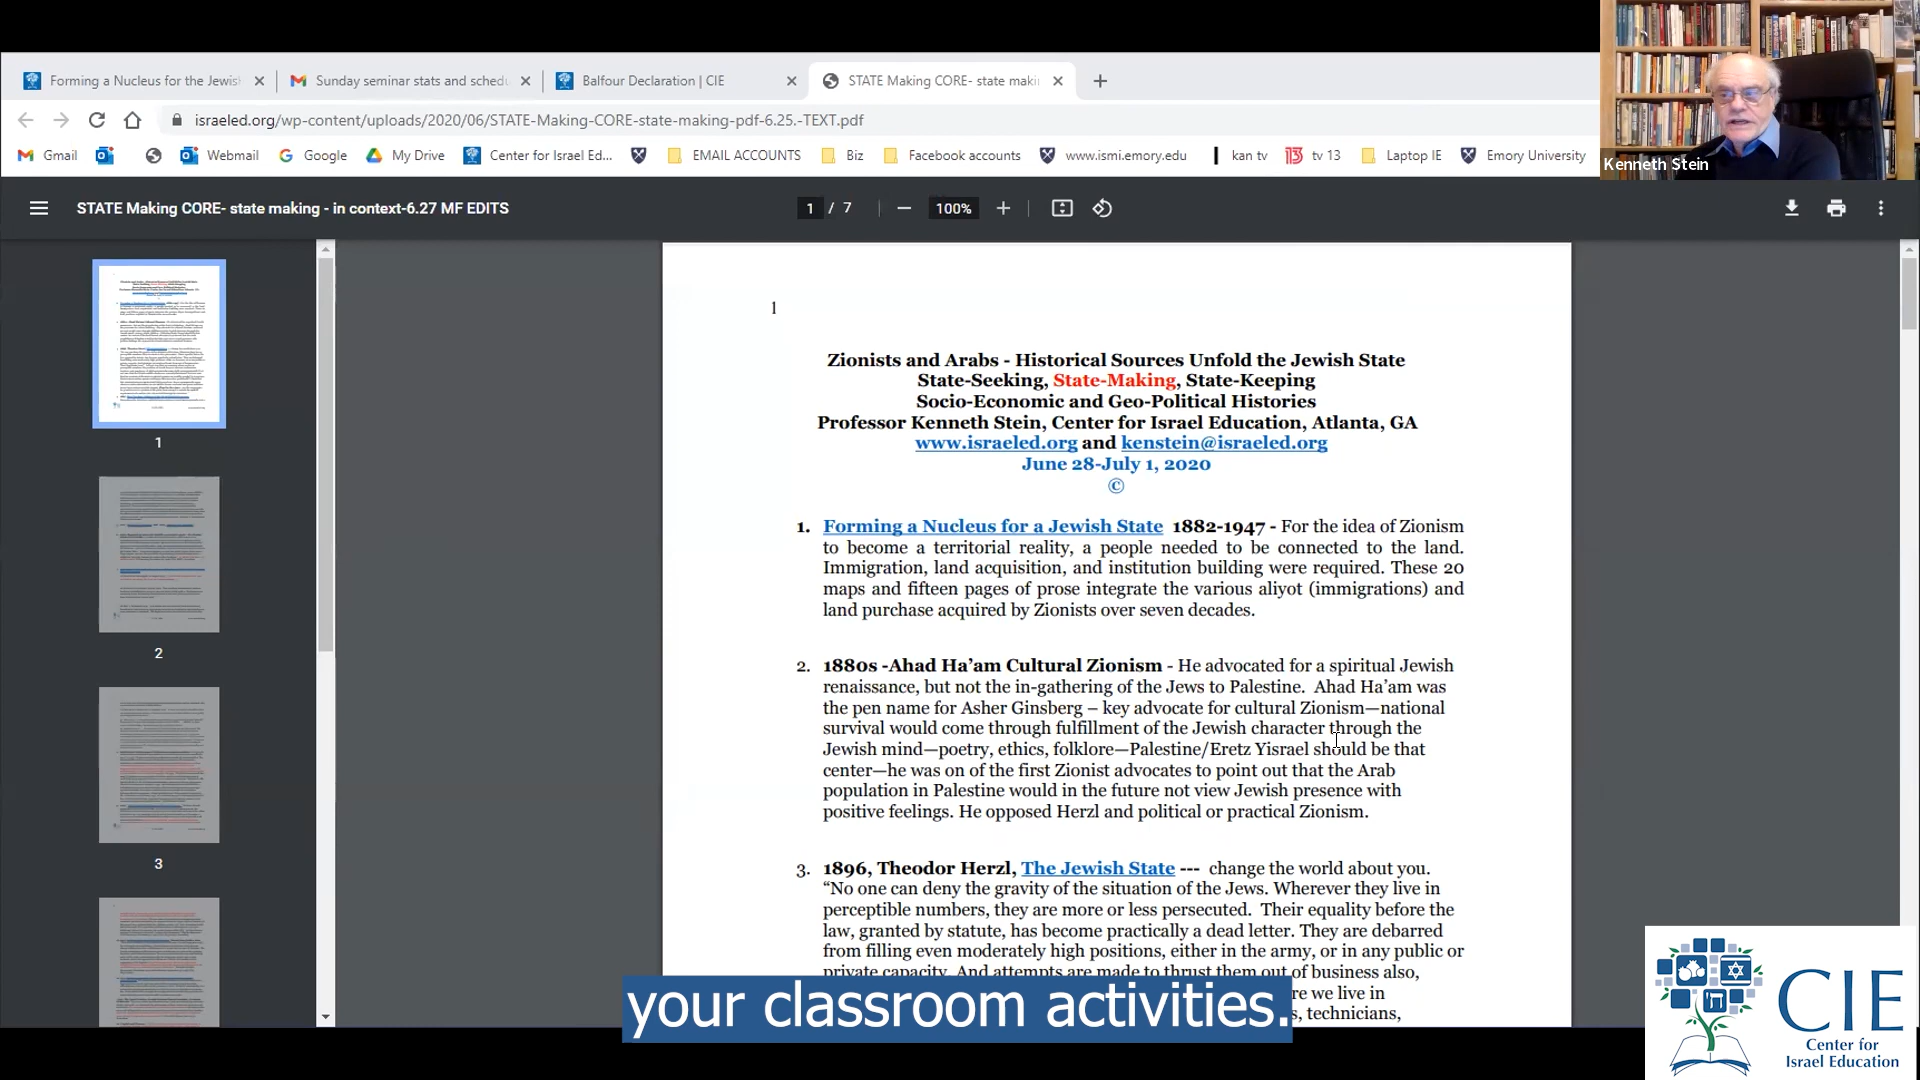 Forming a Nucleus for the Jewis
Sunday seminar stats and schedu
Balfour Declaration | CIE
STATE Making CORE- state maki
israeled.org/wp-content/uploads/2020/06/STATE-Making-CORE-state-making-pdf-6.25.-TEXT.pdf
Gmail Webmail Google My Drive Center for Israel Ed... EMAIL ACCOUNTS Biz Facebook accounts www.ismi.emory.edu kan tv tv 13 Laptop IE Emory University
Kenneth Stein
STATE Making CORE- state making - in context-6.27 MF EDITS
1 / 7
100%
1
2
3
1
Zionists and Arabs - Historical Sources Unfold the Jewish State
State-Seeking, State-Making, State-Keeping
Socio-Economic and Geo-Political Histories
Professor Kenneth Stein, Center for Israel Education, Atlanta, GA
www.israeled.org and kenstein@israeled.org
June 28-July 1, 2020
©
1. Forming a Nucleus for a Jewish State 1882-1947 - For the idea of Zionism
to become a territorial reality, a people needed to be connected to the land.
Immigration, land acquisition, and institution building were required. These 20
maps and fifteen pages of prose integrate the various aliyot (immigrations) and
land purchase acquired by Zionists over seven decades.
2. 1880s -Ahad Ha’am Cultural Zionism - He advocated for a spiritual Jewish
renaissance, but not the in-gathering of the Jews to Palestine. Ahad Ha’am was
the pen name for Asher Ginsberg – key advocate for cultural Zionism—national
survival would come through fulfillment of the Jewish character through the
Jewish mind—poetry, ethics, folklore—Palestine/Eretz Yisrael should be that
center—he was on of the first Zionist advocates to point out that the Arab
population in Palestine would in the future not view Jewish presence with
positive feelings. He opposed Herzl and political or practical Zionism.
3. 1896, Theodor Herzl, The Jewish State --- change the world about you.
“No one can deny the gravity of the situation of the Jews. Wherever they live in
perceptible numbers, they are more or less persecuted. Their equality before the
law, granted by statute, has become practically a dead letter. They are debarred
from filling even moderately high positions, either in the army, or in any public or
private capacity. And attempts are made to thrust them out of business also,
re we live in
s, technicians,
your classroom activities.
CIE
Center for
Israel Education